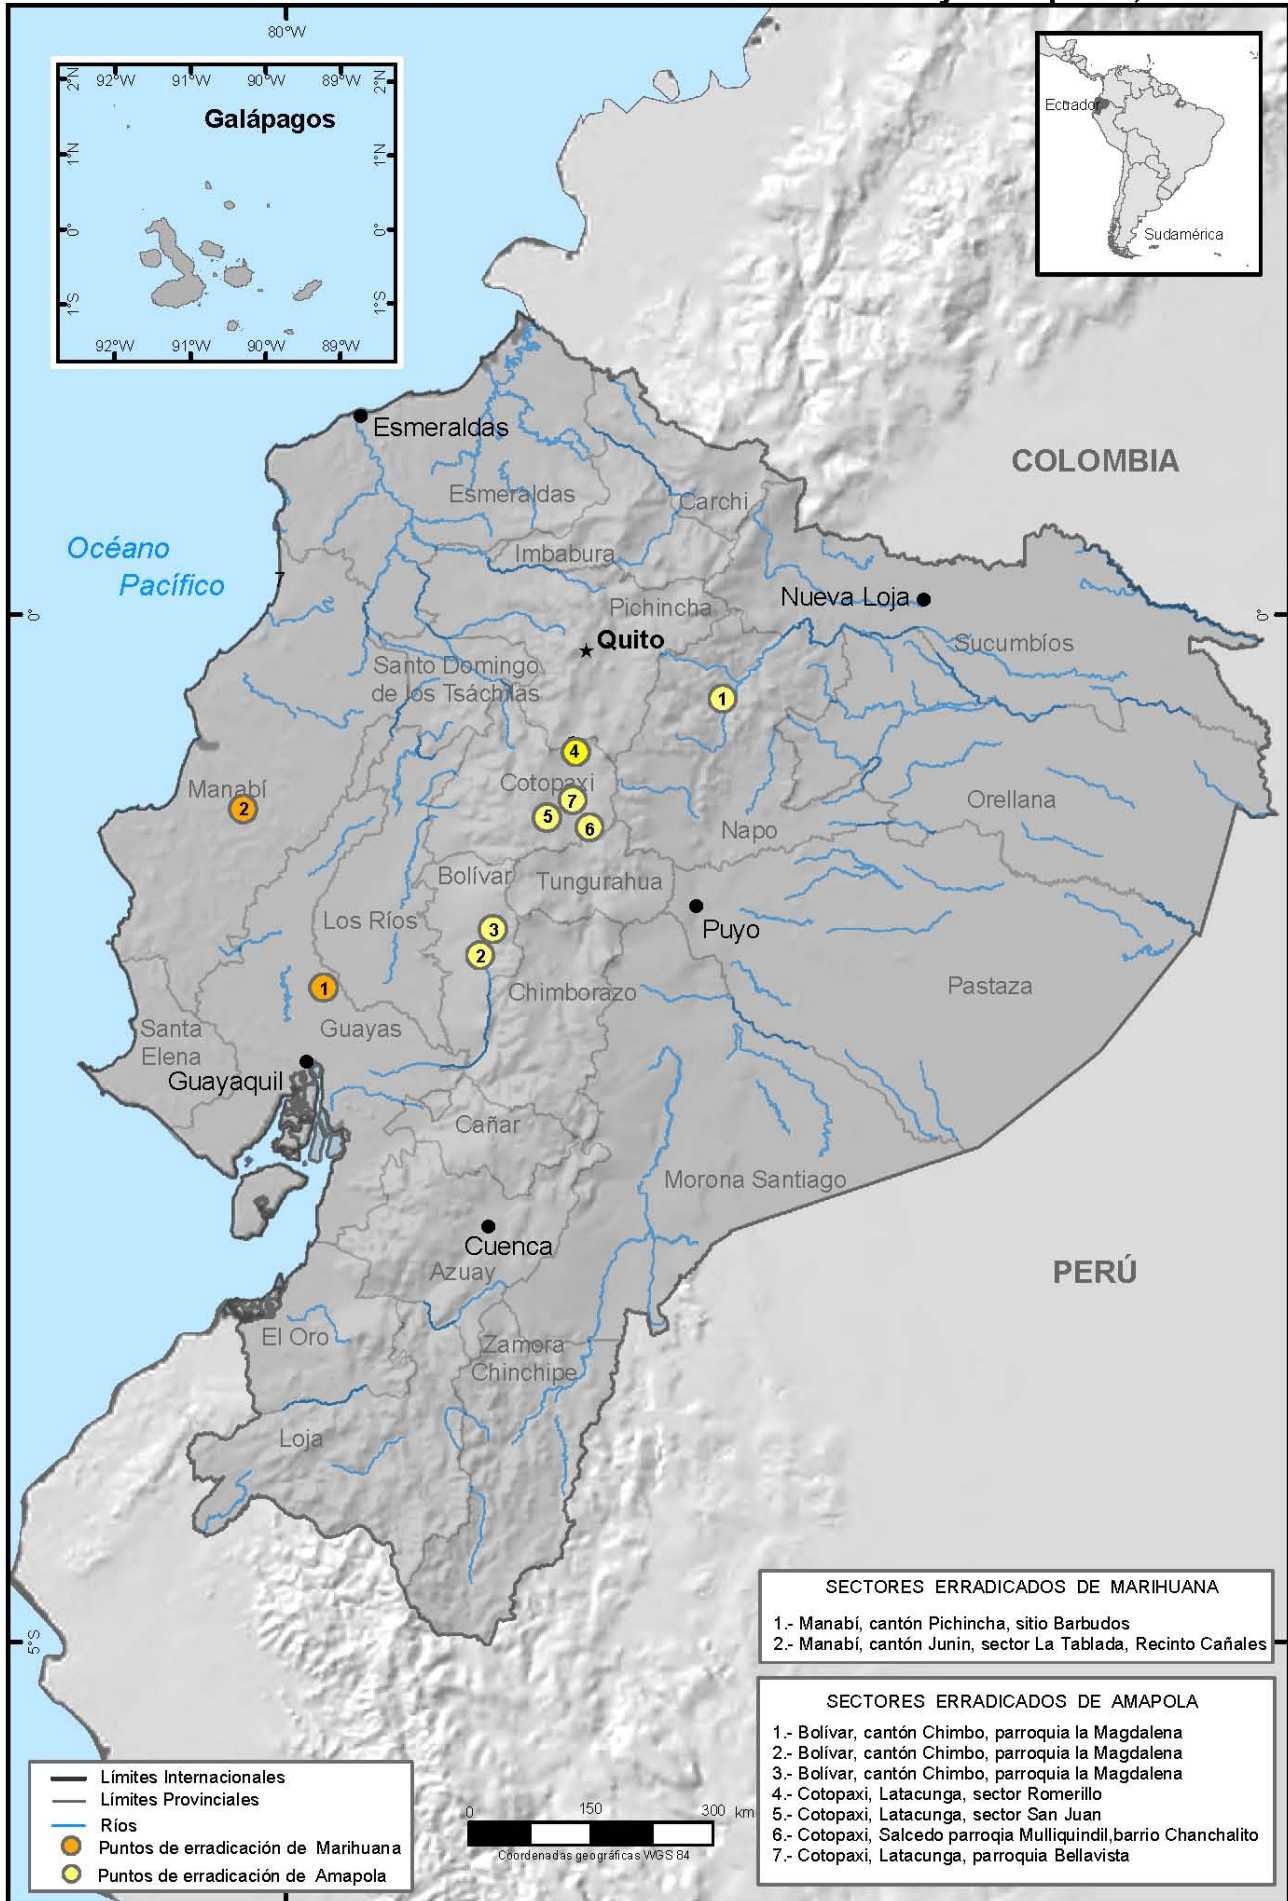 80°W
92°W 91°W 90°W 89°W
2°N 2°N
Galápagos
1°N 1°N
0° 0°
1°S 1°S
92°W 91°W 90°W 89°W
Ecuador
Sudamérica
Esmeraldas
COLOMBIA
Esmeraldas
Carchi
Océano
Pacífico
Imbabura
Nueva Loja
Pichincha
0° 0°
Quito
Sucumbíos
Santo Domingo
de los Tsáchilas
1
4
Cotopaxi
Manabí
7
Orellana
2
5
6
Napo
Bolívar
Tungurahua
Los Ríos
3
Puyo
2
1
Chimborazo
Pastaza
Santa
Elena
Guayas
Guayaquil
Cañar
Morona Santiago
Cuenca
Azuay
PERÚ
El Oro
Zamora
Chinchipe
Loja
5°S
SECTORES ERRADICADOS DE MARIHUANA
1.- Manabí, cantón Pichincha, sitio Barbudos
2.- Manabí, cantón Junin, sector La Tablada, Recinto Cañales
SECTORES ERRADICADOS DE AMAPOLA
1.- Bolívar, cantón Chimbo, parroquia la Magdalena
2.- Bolívar, cantón Chimbo, parroquia la Magdalena
3.- Bolívar, cantón Chimbo, parroquia la Magdalena
4.- Cotopaxi, Latacunga, sector Romerillo
5.- Cotopaxi, Latacunga, sector San Juan
6.- Cotopaxi, Salcedo parroqia Mulliquindil,barrio Chanchalito
7.- Cotopaxi, Latacunga, parroquia Bellavista
Límites Internacionales
Límites Provinciales
Ríos
Puntos de erradicación de Marihuana
Puntos de erradicación de Amapola
0 150 300 km
Coordenadas geográficas WGS 84